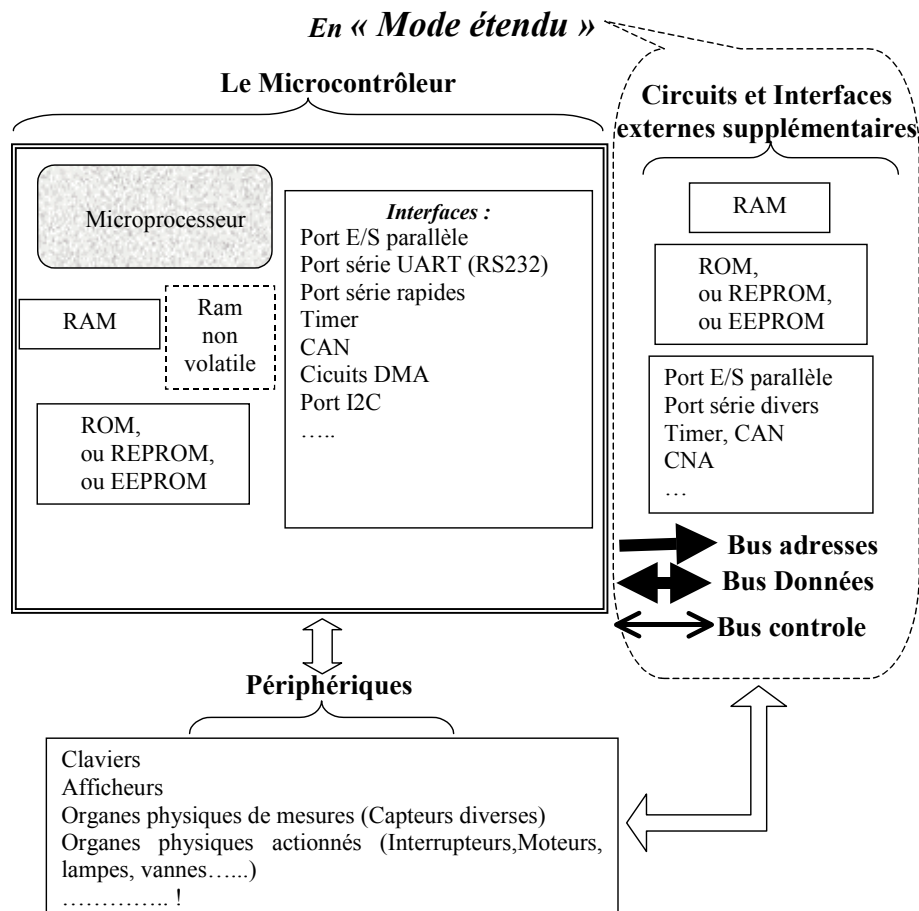 En « Mode étendu »
Le Microcontrôleur
Microprocesseur
RAM
Ram
non
volatile
ROM,
ou REPROM,
ou EEPROM
Interfaces :
Port E/S parallèle
Port série UART (RS232)
Port série rapides
Timer
CAN
Cicuits DMA
Port I2C
…..
Circuits et Interfaces
externes supplémentaires
RAM
ROM,
ou REPROM,
ou EEPROM
Port E/S parallèle
Port série divers
Timer, CAN
CNA
…
Bus adresses
Bus Données
Bus controle
Périphériques
Claviers
Afficheurs
Organes physiques de mesures (Capteurs diverses)
Organes physiques actionnés (Interrupteurs,Moteurs,
lampes, vannes…...)
………….. !